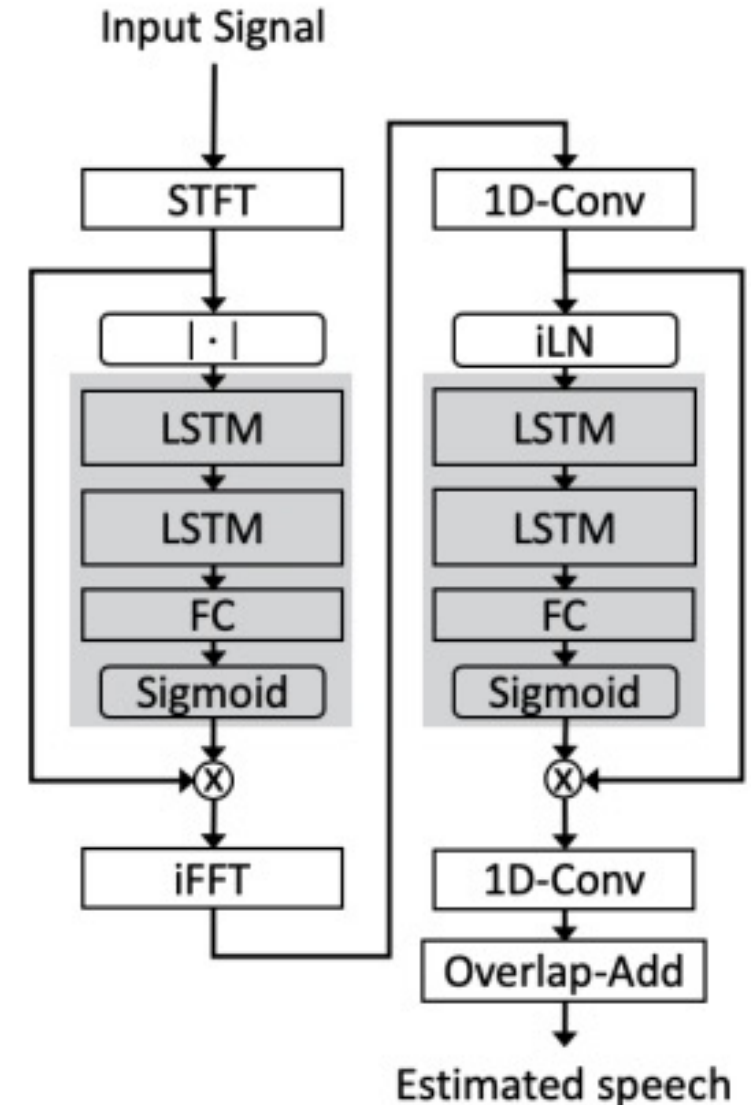 Input Signal
STFT
| · |
LSTM
LSTM
FC
Sigmoid
X
iFFT
1D-Conv
iLN
LSTM
LSTM
FC
Sigmoid
X
1D-Conv
Overlap-Add
Estimated speech